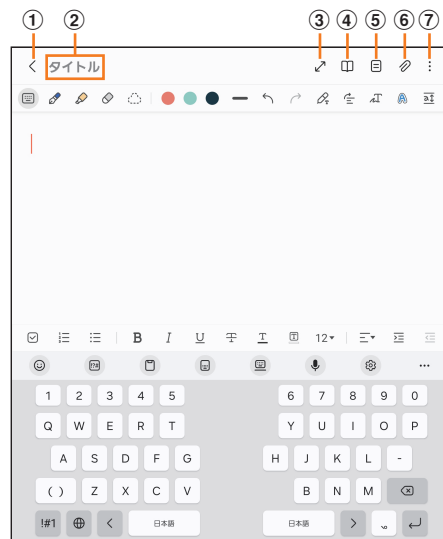 ① ② ③ ④ ⑤ ⑥ ⑦
タイトル
B I U T T T 12
1 2 3 4 5 6 7 8 9 0
Q W E R T Y U I O P
A S D F G H J K L -
( ) Z X C V B N M
!#1 日本語 日本語 、。